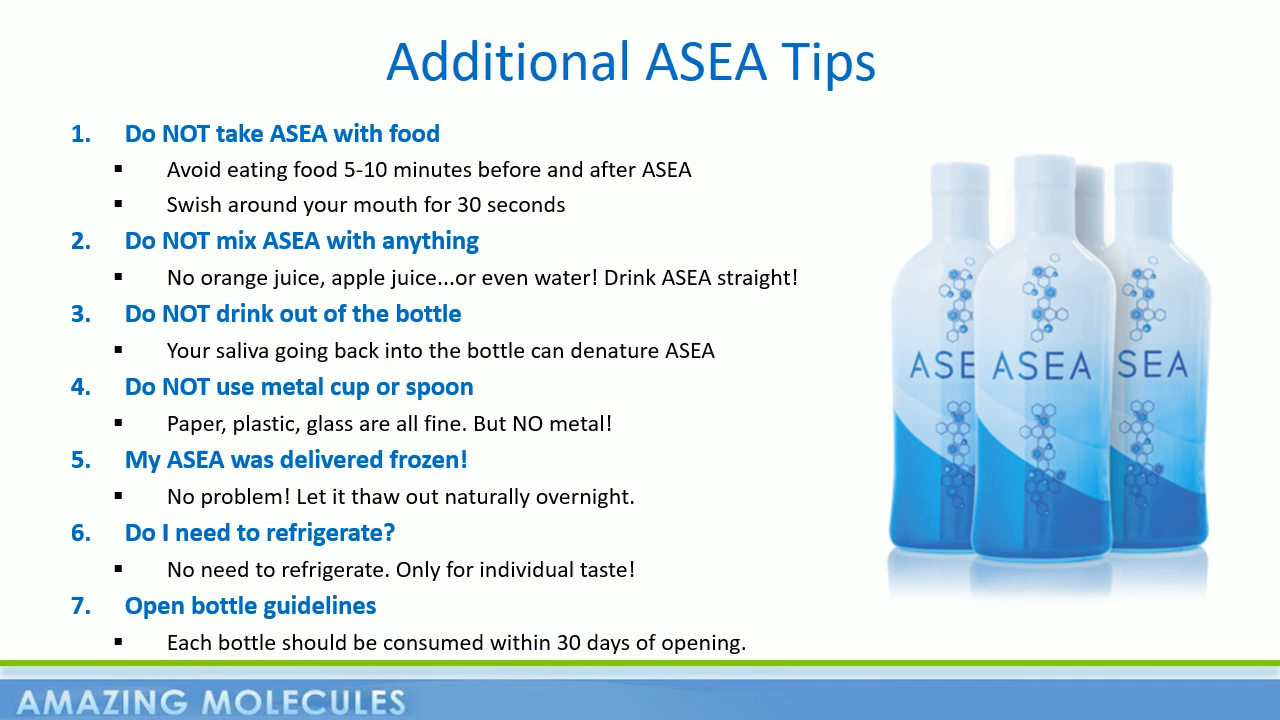 Additional ASEA Tips
1. Do NOT take ASEA with food
▪ Avoid eating food 5-10 minutes before and after ASEA
▪ Swish around your mouth for 30 seconds
2. Do NOT mix ASEA with anything
▪ No orange juice, apple juice...or even water! Drink ASEA straight!
3. Do NOT drink out of the bottle
▪ Your saliva going back into the bottle can denature ASEA
4. Do NOT use metal cup or spoon
▪ Paper, plastic, glass are all fine. But NO metal!
5. My ASEA was delivered frozen!
▪ No problem! Let it thaw out naturally overnight.
6. Do I need to refrigerate?
▪ No need to refrigerate. Only for individual taste!
7. Open bottle guidelines
▪ Each bottle should be consumed within 30 days of opening.
ASE ASEA SEA
AMAZING MOLECULES